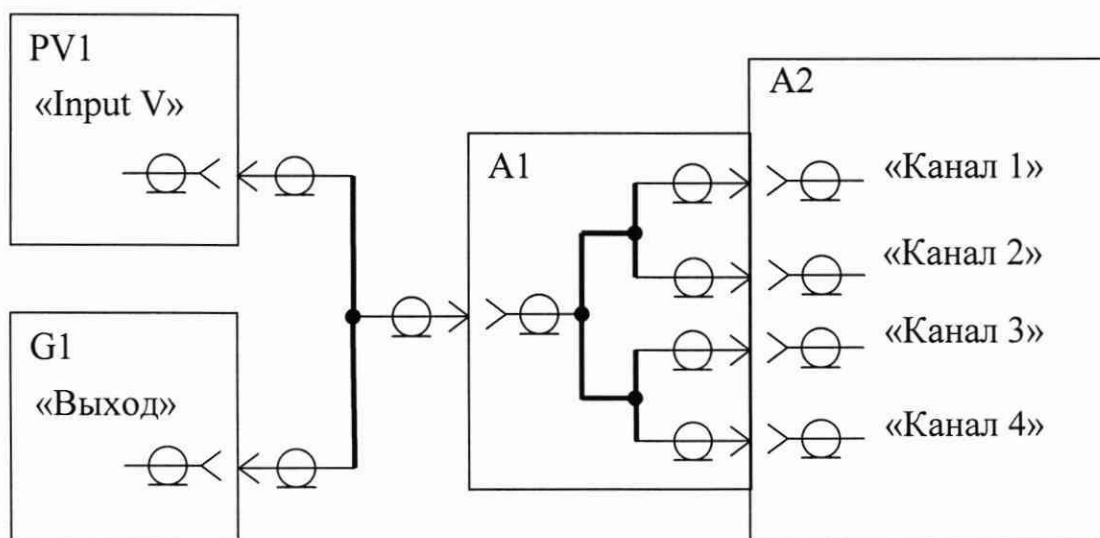 PV1
«Input V»
A2
A1
«Канал 1»
«Канал 2»
G1
«Канал 3»
«Выход»
«Канал 4»